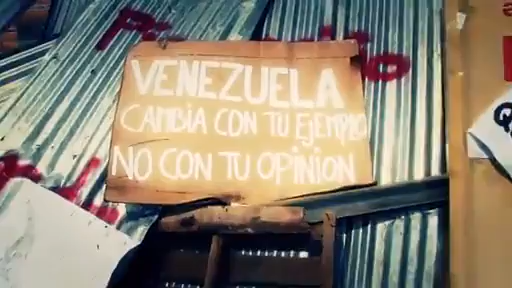 VENEZUELA
CAMBIA CON TU EJEMPLO
NO CON TU OPINION